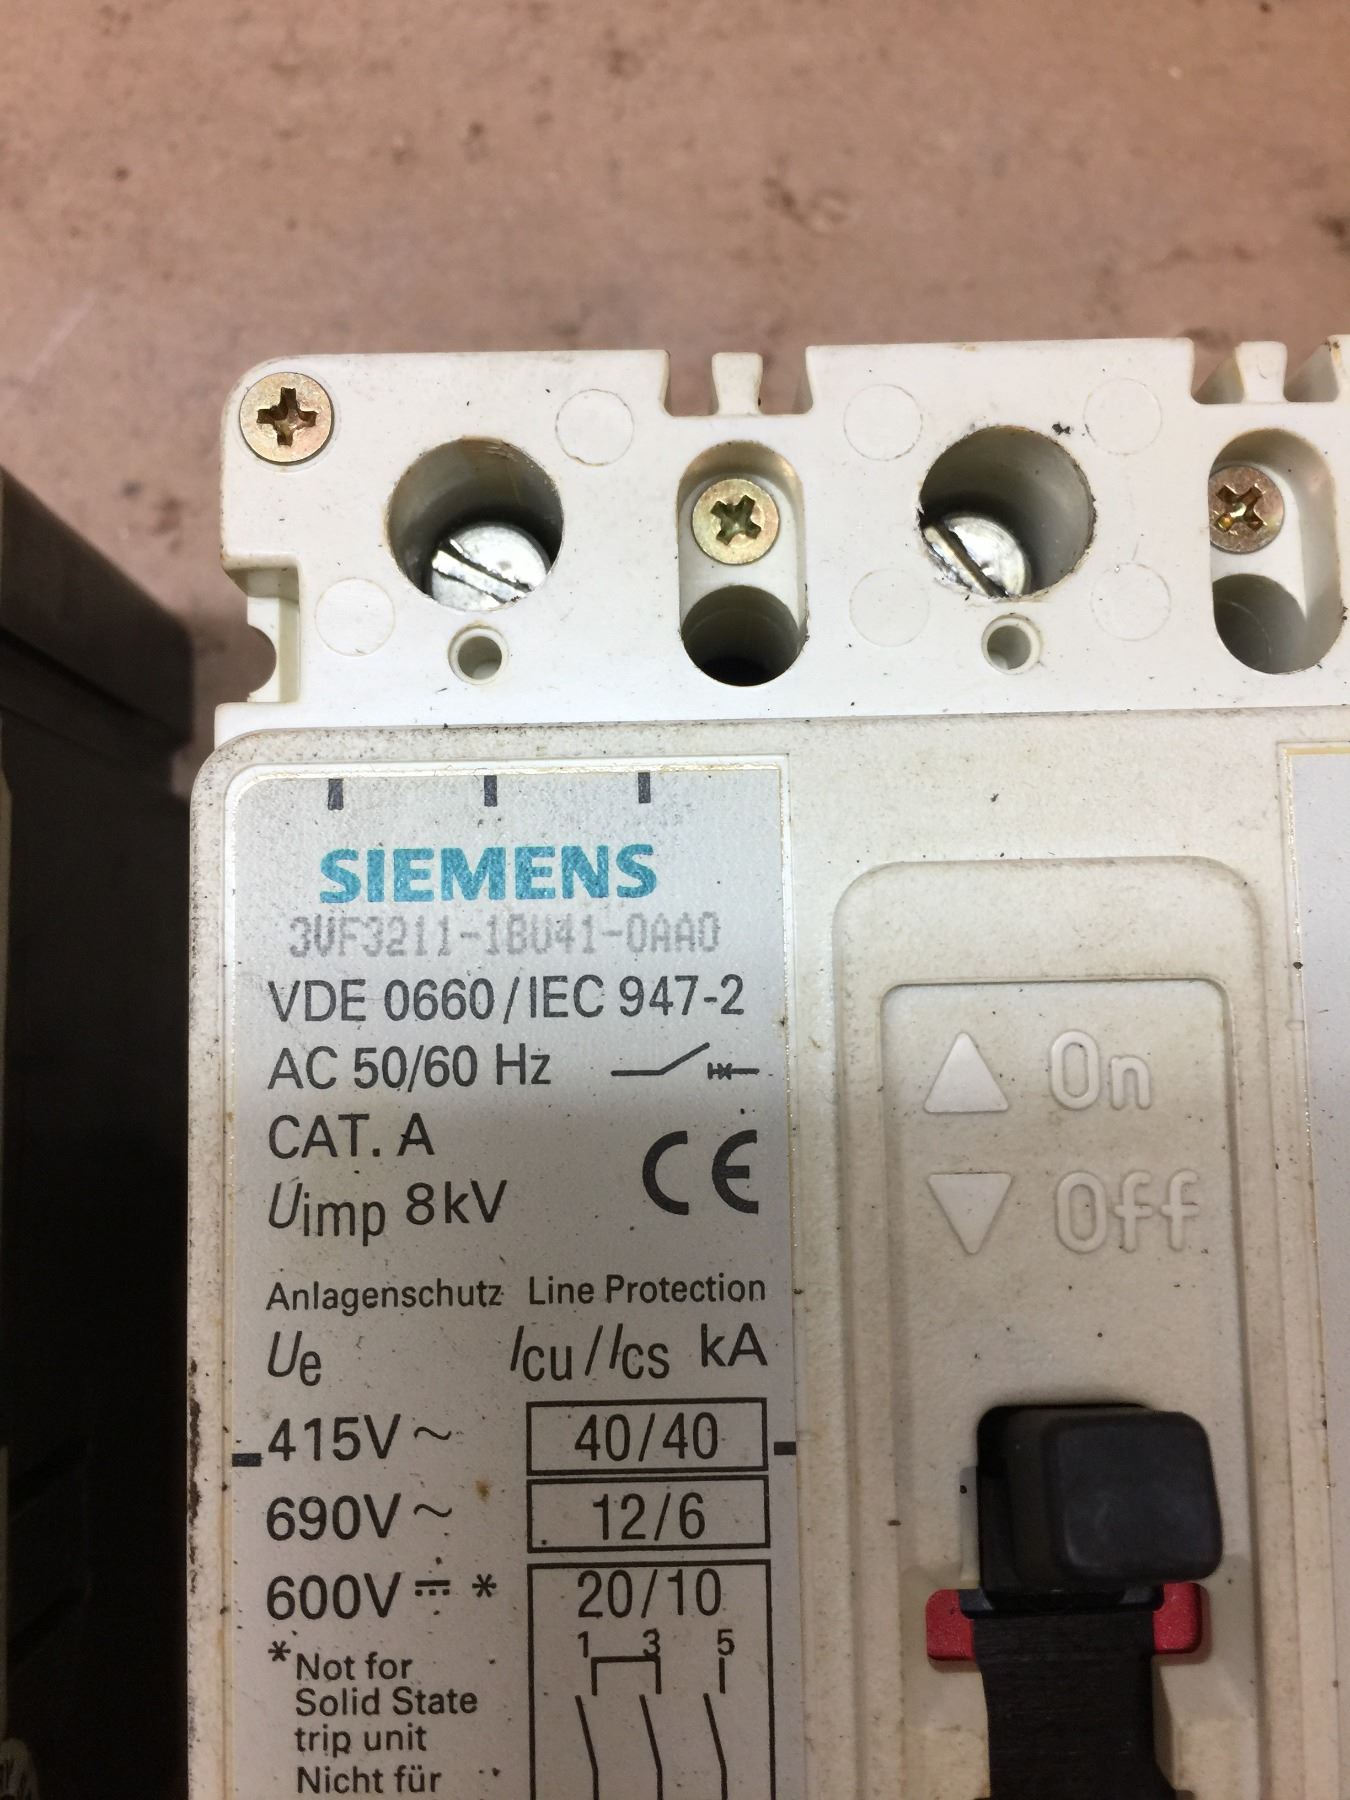 SIEMENS
3VF3211-1BU41-0AA0
VDE 0660/IEC 947-2
AC 50/60 Hz
CAT. A
Uimp 8kV CE
Anlagenschutz Line Protection
Ue Icu/Ics kA
415V~ 40/40
690V~ 12/6
600V⎓ * 20/10
1 3 5
*Not for
Solid State
trip unit
Nicht für
On
Off